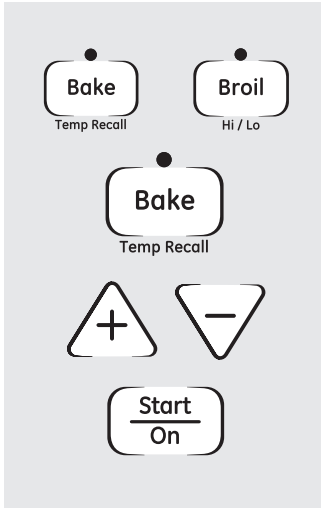 Bake
Broil
Temp Recall
Hi / Lo
Bake
Temp Recall
+ −
Start
On